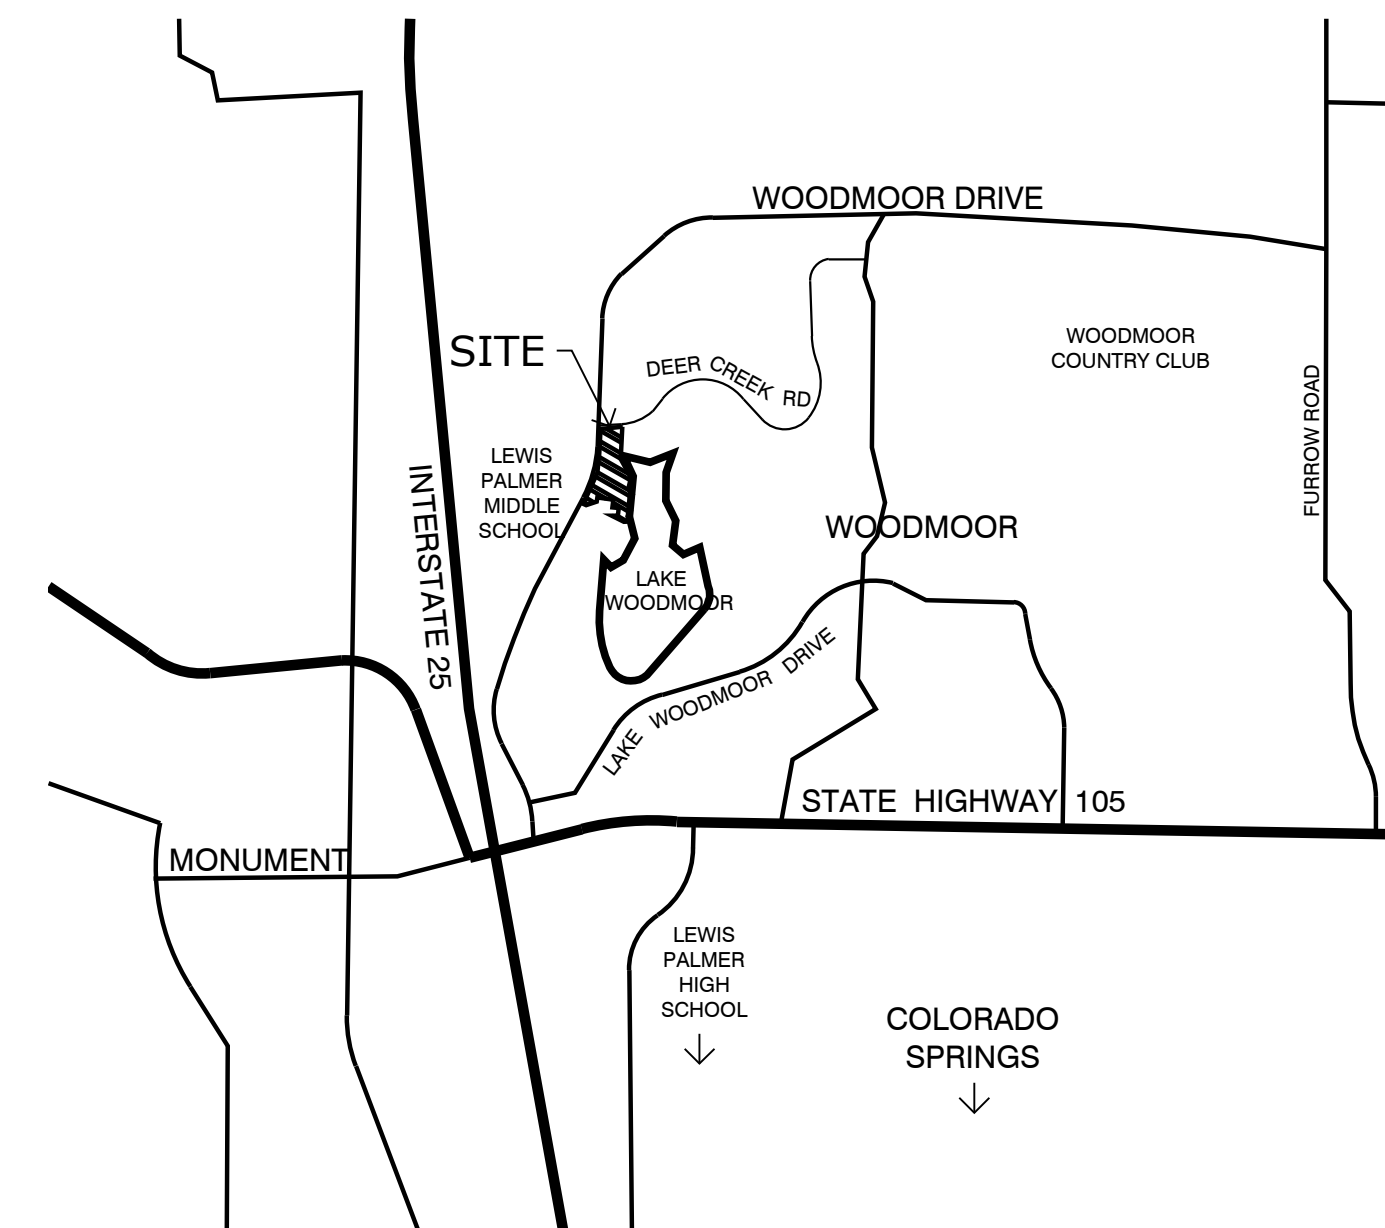 WOODMOOR DRIVE
WOODMOOR
COUNTRY CLUB
SITE
DEER CREEK RD
FURROW ROAD
LEWIS
PALMER
MIDDLE
SCHOOL
INTERSTATE 25
WOODMOOR
LAKE
WOODMOOR
LAKE WOODMOOR DRIVE
STATE HIGHWAY 105
MONUMENT
LEWIS
PALMER
HIGH
SCHOOL
COLORADO
SPRINGS